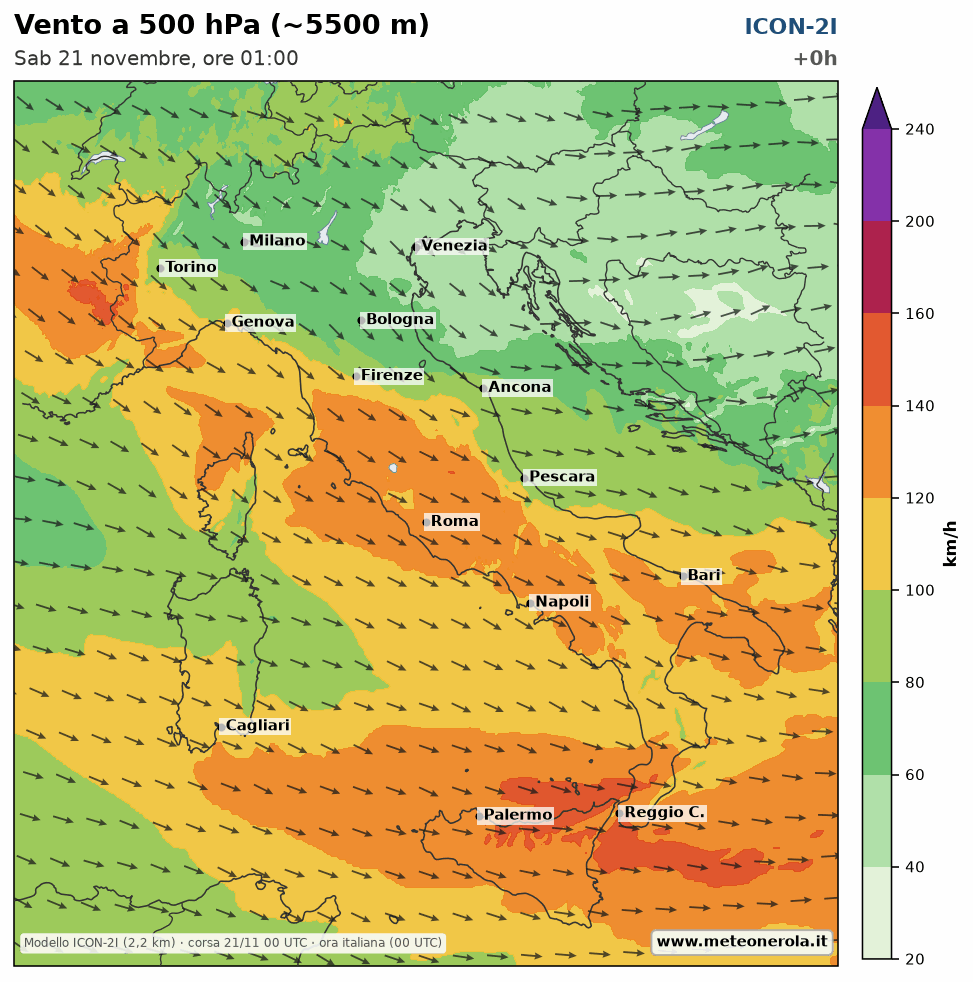 Vento a 500 hPa (~5500 m)
ICON-2I
Sab 21 novembre, ore 01:00
+0h
Milano
Venezia
Torino
Genova
Bologna
Firenze
Ancona
Pescara
Roma
Bari
Napoli
Cagliari
Palermo
Reggio C.
240
200
160
140
120
100
80
60
40
20
km/h
Modello ICON-2I (2,2 km) · corsa 21/11 00 UTC · ora italiana (00 UTC)
www.meteonerola.it